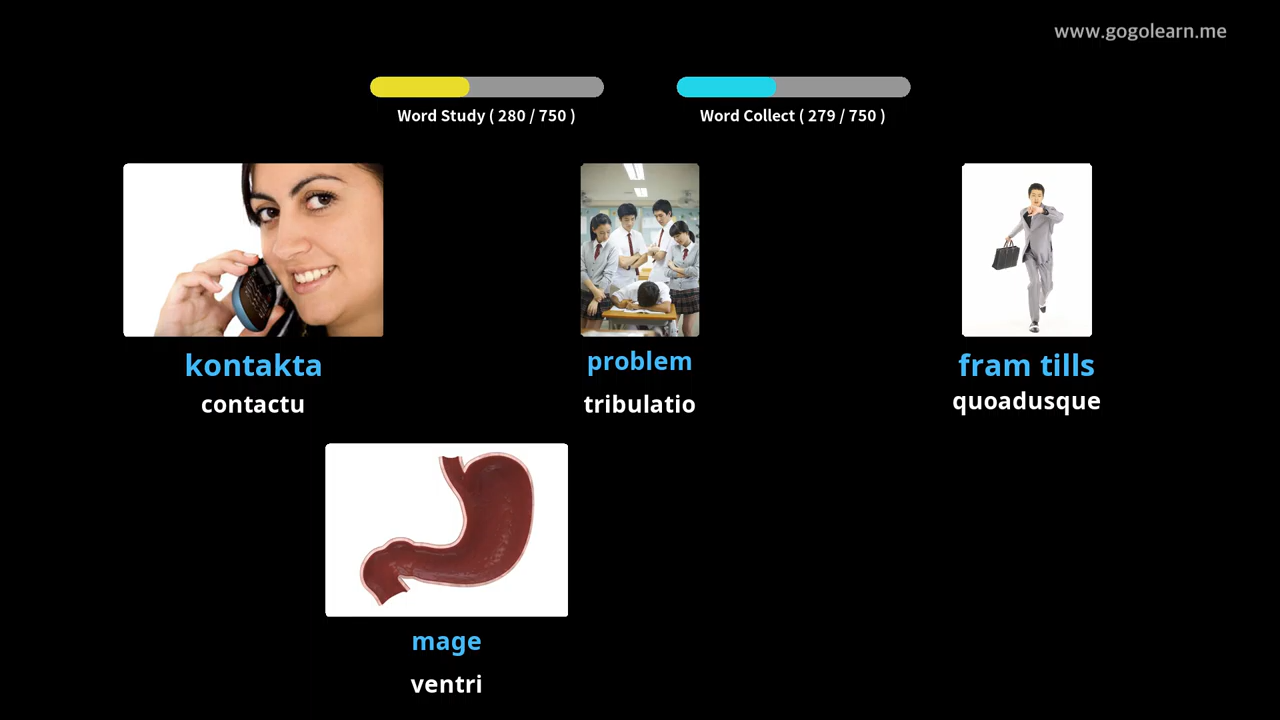 www.gogolearn.me
Word Study ( 280 / 750 )
Word Collect ( 279 / 750 )
kontakta
contactu
problem
tribulatio
fram tills
quoadusque
mage
ventri